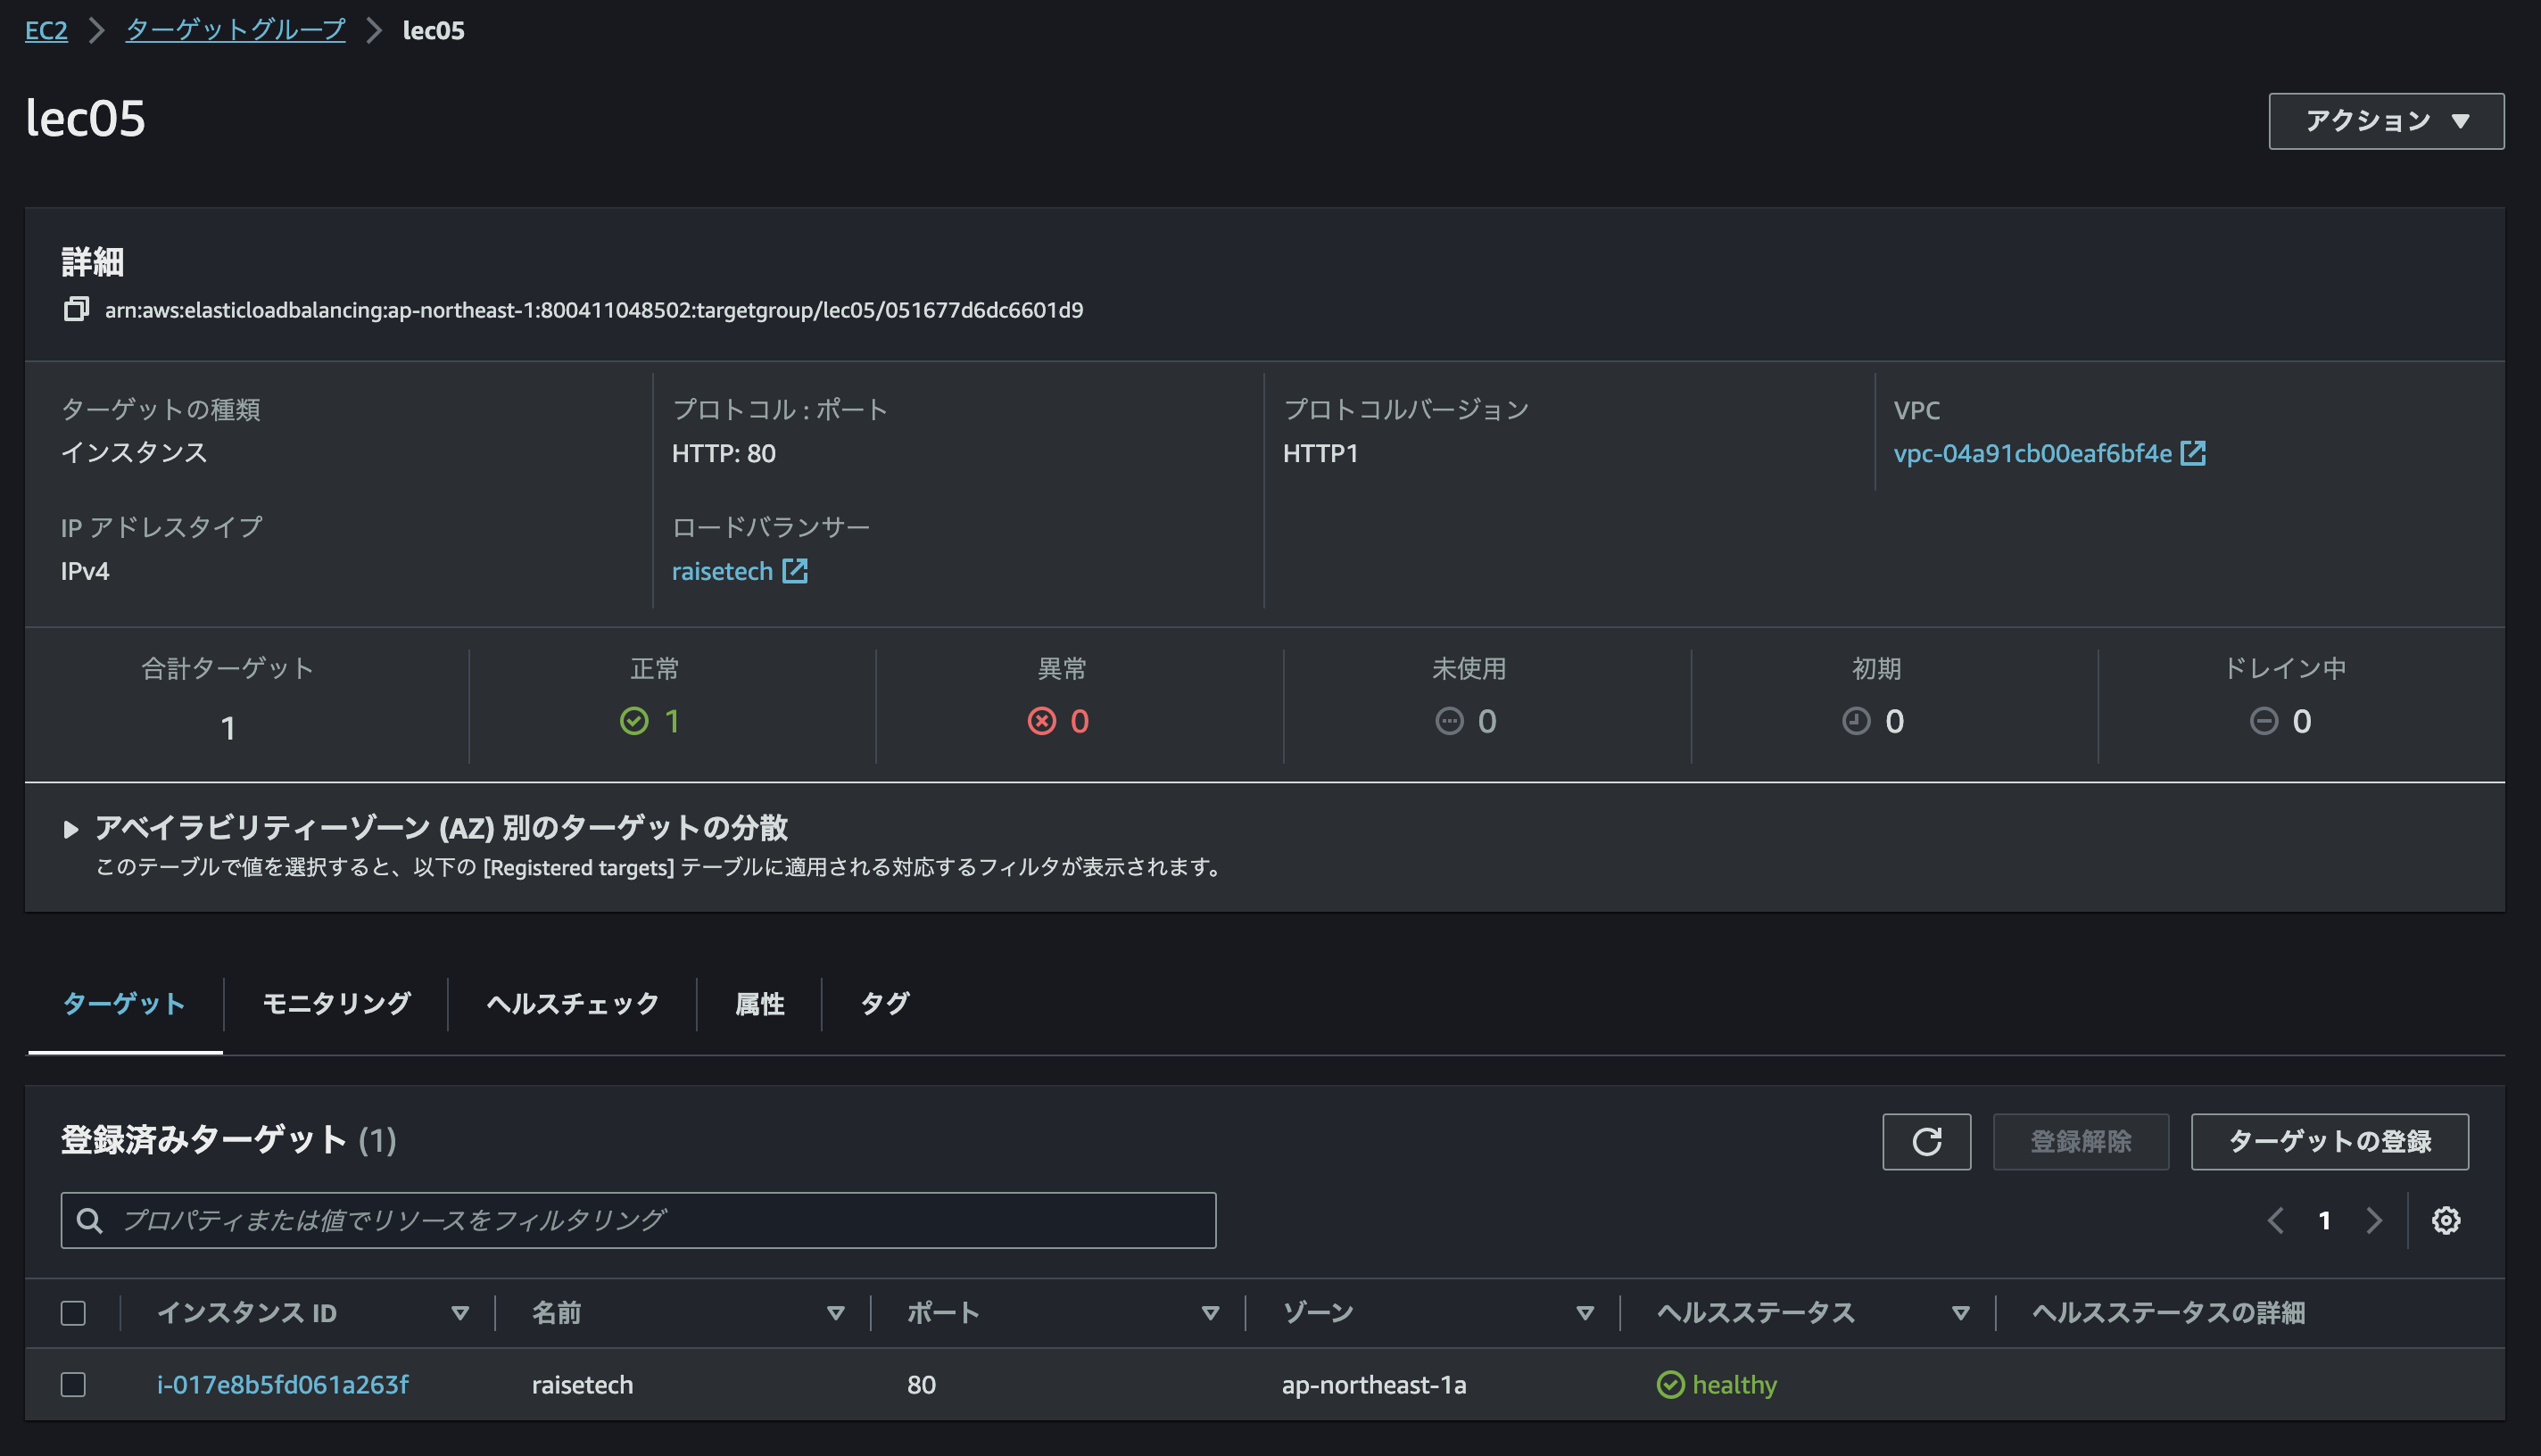 EC2 ターゲットグループ lec05
lec05
アクション
詳細
arn:aws:elasticloadbalancing:ap-northeast-1:800411048502:targetgroup/lec05/051677d6dc6601d9
ターゲットの種類
インスタンス
プロトコル : ポート
HTTP: 80
プロトコルバージョン
HTTP1
VPC
vpc-04a91cb00eaf6bf4e
IP アドレスタイプ
IPv4
ロードバランサー
raisetech
合計ターゲット
1
正常
1
異常
0
未使用
0
初期
0
ドレイン中
0
アベイラビリティーゾーン (AZ) 別のターゲットの分散
このテーブルで値を選択すると、以下の [Registered targets] テーブルに適用される対応するフィルタが表示されます。
ターゲット モニタリング ヘルスチェック 属性 タグ
登録済みターゲット (1)
登録解除 ターゲットの登録
プロパティまたは値でリソースをフィルタリング
1
インスタンス ID 名前 ポート ゾーン ヘルスステータス ヘルスステータスの詳細
i-017e8b5fd061a263f raisetech 80 ap-northeast-1a healthy